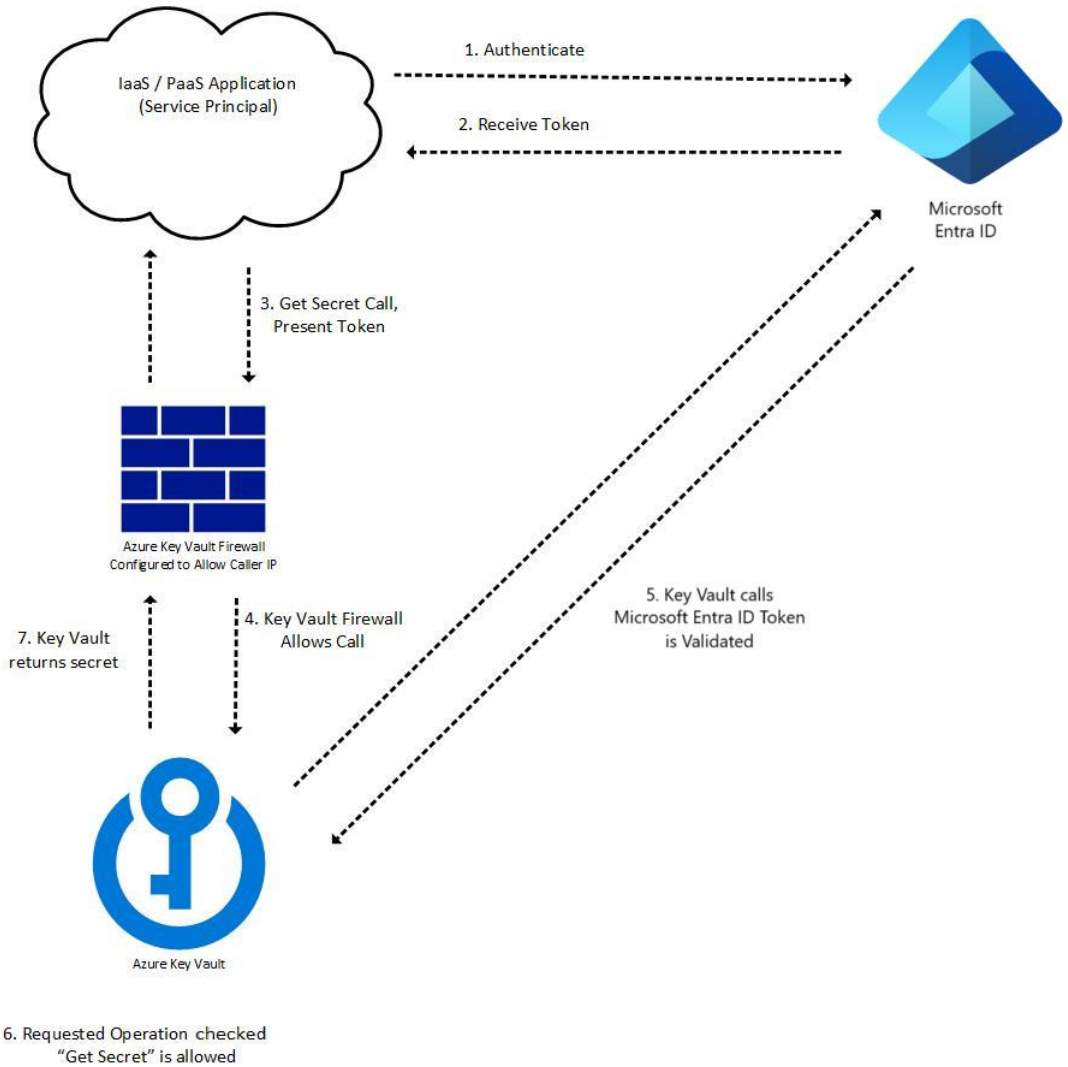 IaaS / PaaS Application
(Service Principal)
1. Authenticate
2. Receive Token
Microsoft
Entra ID
3. Get Secret Call,
Present Token
Azure Key Vault Firewall
Configured to Allow Caller IP
4. Key Vault Firewall
Allows Call
5. Key Vault calls
Microsoft Entra ID Token
is Validated
7. Key Vault
returns secret
Azure Key Vault
6. Requested Operation checked
“Get Secret” is allowed